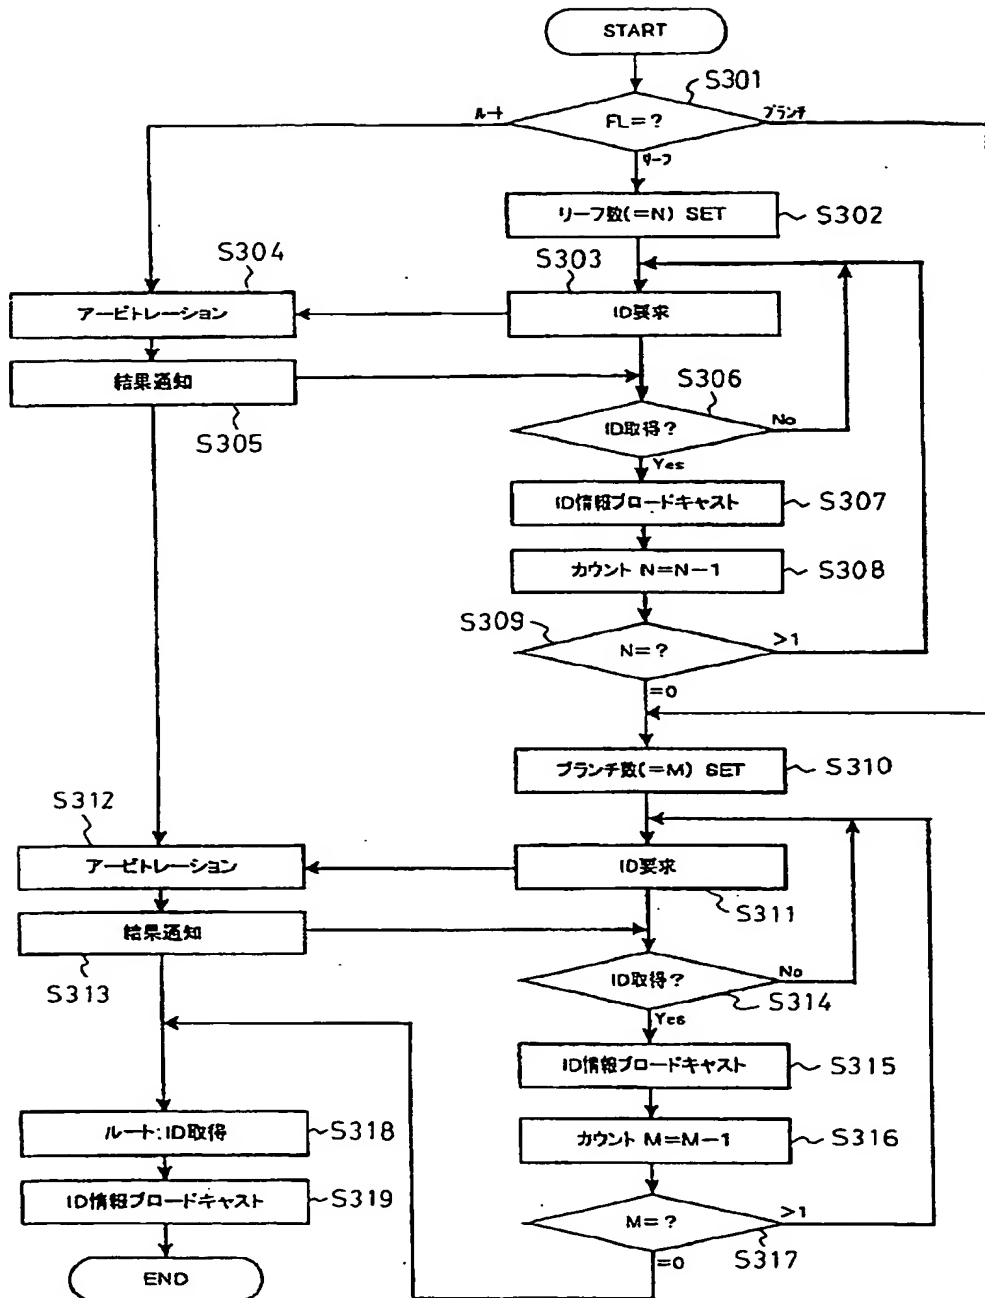 START
S301
ルート
FL=?
ブランチ
リーフ
リーフ数(=N) SET
S302
S304
S303
アービトレーション
ID要求
結果通知
S305
S306
ID取得?
No
Yes
ID情報ブロードキャスト
S307
カウント N=N-1
S308
S309
N=?
>1
=0
ブランチ数(=M) SET
S310
S312
アービトレーション
ID要求
S311
結果通知
S313
ID取得?
No
S314
Yes
ID情報ブロードキャスト
S315
カウント M=M-1
S316
ルート:ID取得
S318
ID情報ブロードキャスト
S319
M=?
>1
S317
=0
END